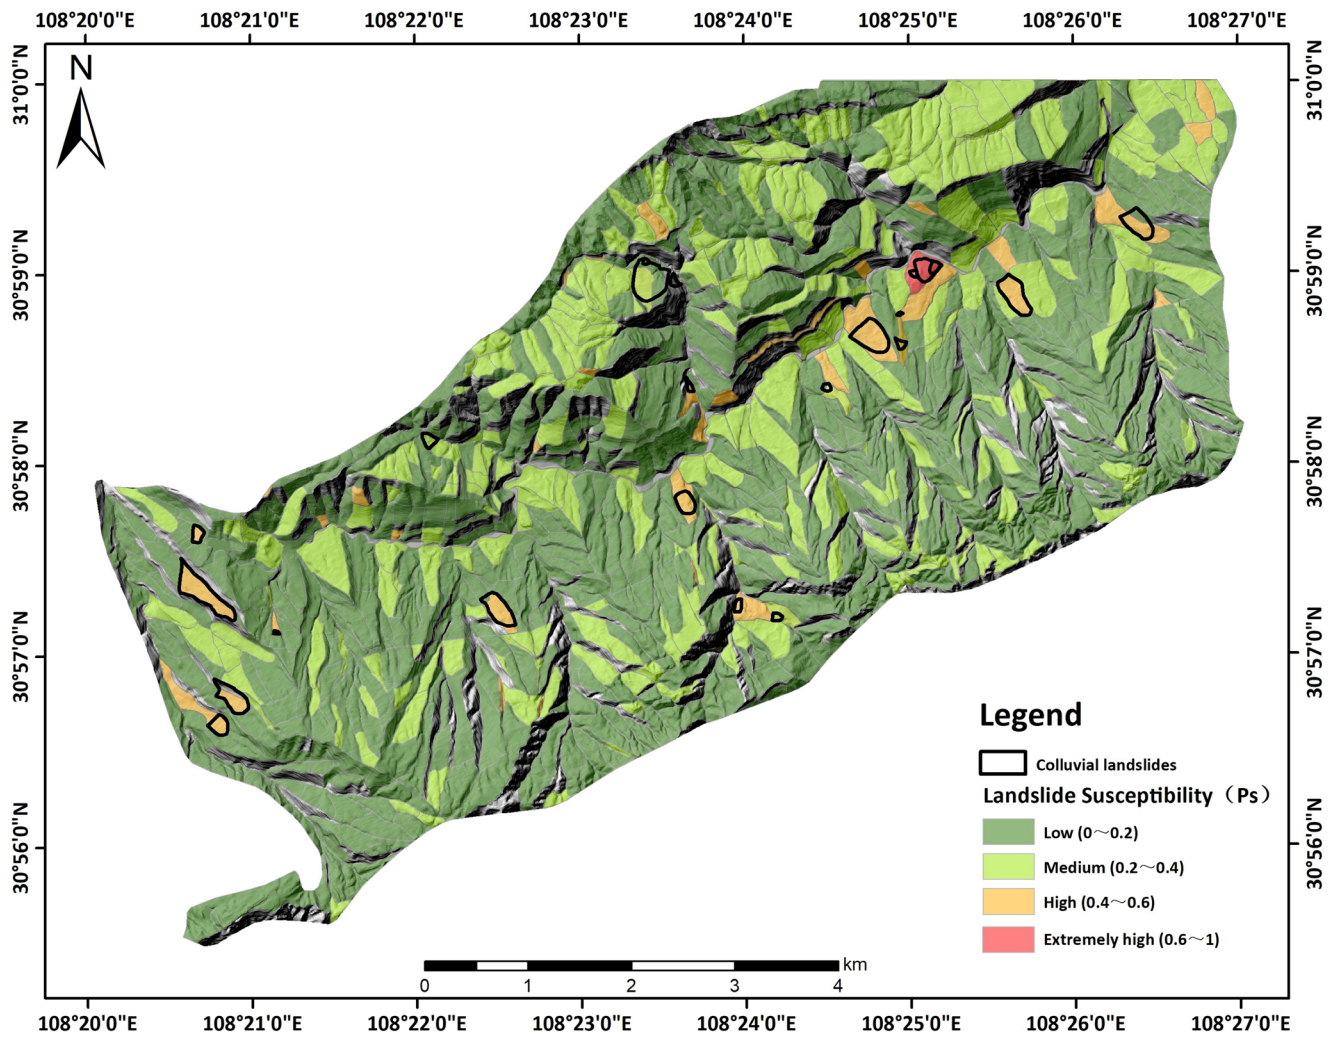 108°20'0"E 108°21'0"E 108°22'0"E 108°23'0"E 108°24'0"E 108°25'0"E 108°26'0"E 108°27'0"E
N
31°0'0"N 31°0'0"N
30°59'0"N 30°59'0"N
30°58'0"N 30°58'0"N
30°57'0"N 30°57'0"N
30°56'0"N 30°56'0"N
Legend
Colluvial landslides
Landslide Susceptibility（Ps）
Low (0～0.2)
Medium (0.2～0.4)
High (0.4～0.6)
Extremely high (0.6～1)
km
0 1 2 3 4
108°20'0"E 108°21'0"E 108°22'0"E 108°23'0"E 108°24'0"E 108°25'0"E 108°26'0"E 108°27'0"E